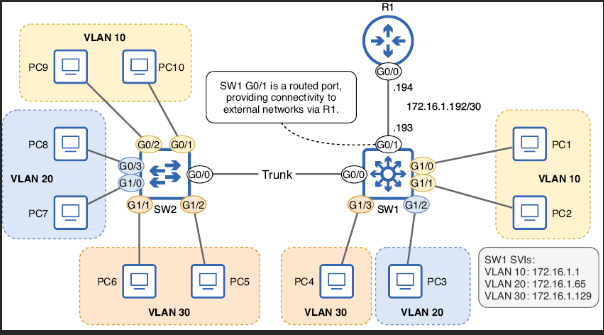 R1
G0/0
.194
172.16.1.192/30
.193
G0/1
SW1 G0/1 is a routed port,
providing connectivity to
external networks via R1.
VLAN 10
PC9
PC10
G0/2
G0/1
PC8
VLAN 20
PC7
G0/3
G1/0
G0/0
SW2
G1/1
G1/2
Trunk
G0/0
SW1
G1/0
G1/1
G1/3
G1/2
PC1
VLAN 10
PC2
PC6
PC5
VLAN 30
PC4
VLAN 30
PC3
VLAN 20
SW1 SVIs:
VLAN 10: 172.16.1.1
VLAN 20: 172.16.1.65
VLAN 30: 172.16.1.129